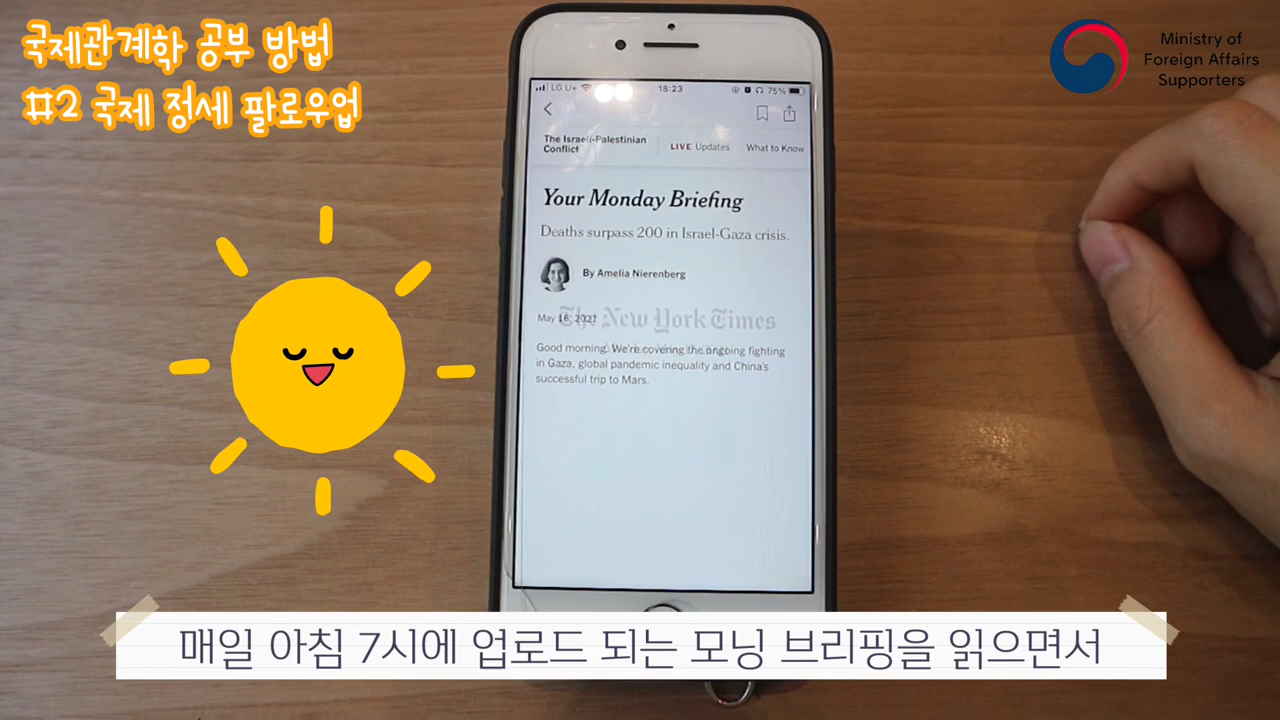 국제관계학 공부 방법
#2 국제 정세 팔로우업
Ministry of
Foreign Affairs
Supporters
LG U+ 18:23 75%
The Israeli-Palestinian
Conflict
LIVE Updates
What to Know
Your Monday Briefing
Deaths surpass 200 in Israel-Gaza crisis.
By Amelia Nierenberg
May 16, 2021
The New York Times
Good morning. We're covering the ongoing fighting
in Gaza, global pandemic inequality and China's
successful trip to Mars.
매일 아침 7시에 업로드 되는 모닝 브리핑을 읽으면서